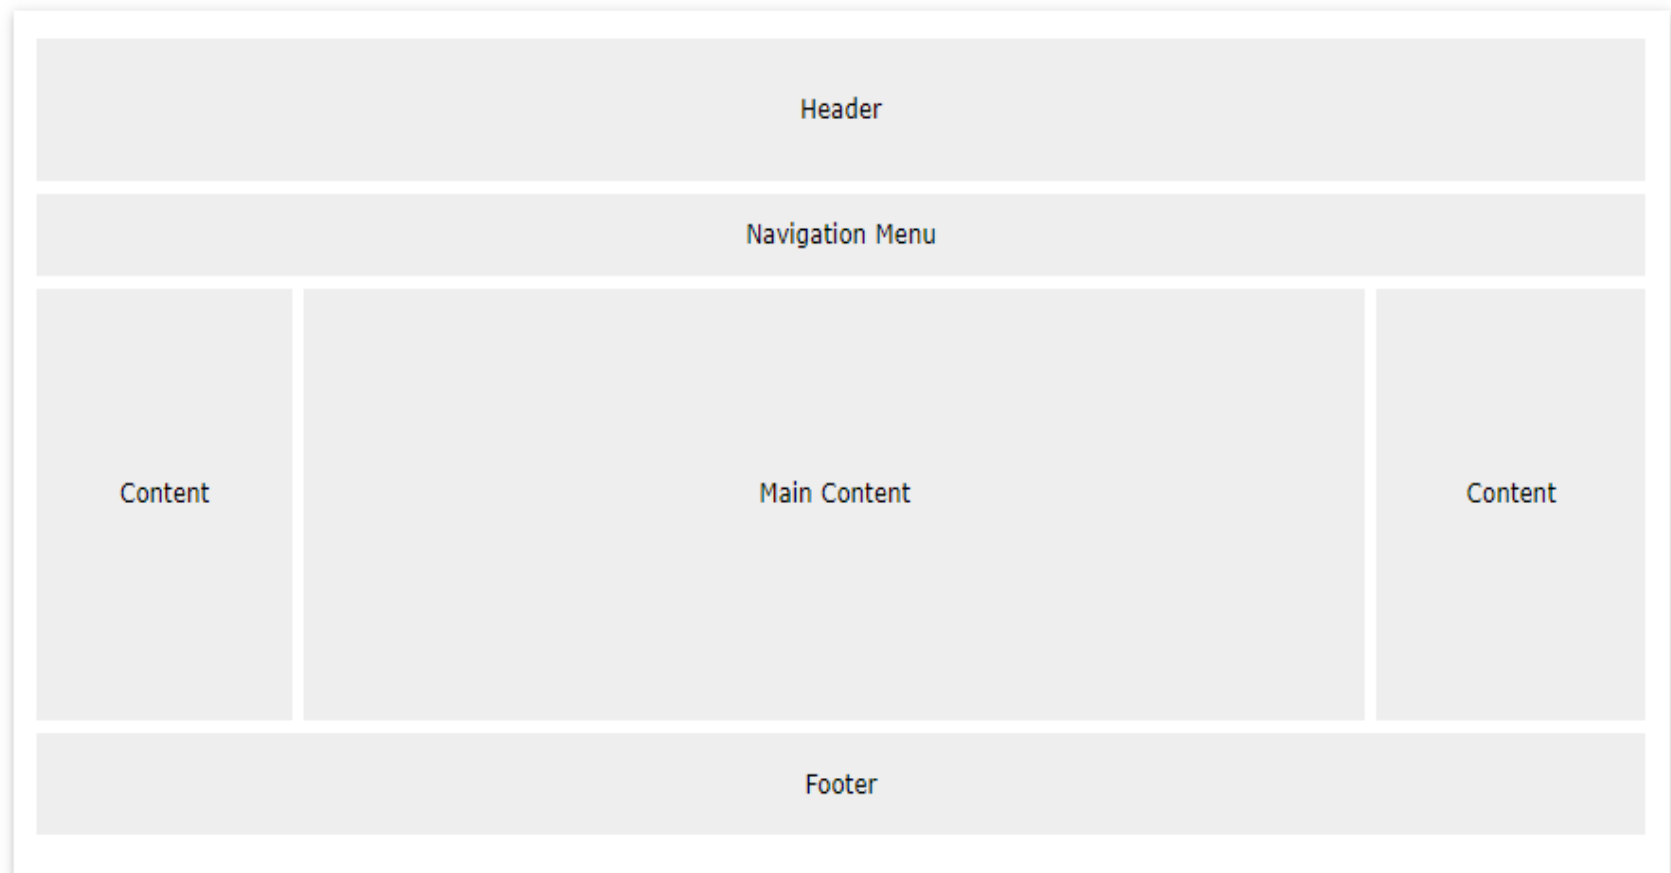 Header
Navigation Menu
Content
Main Content
Content
Footer